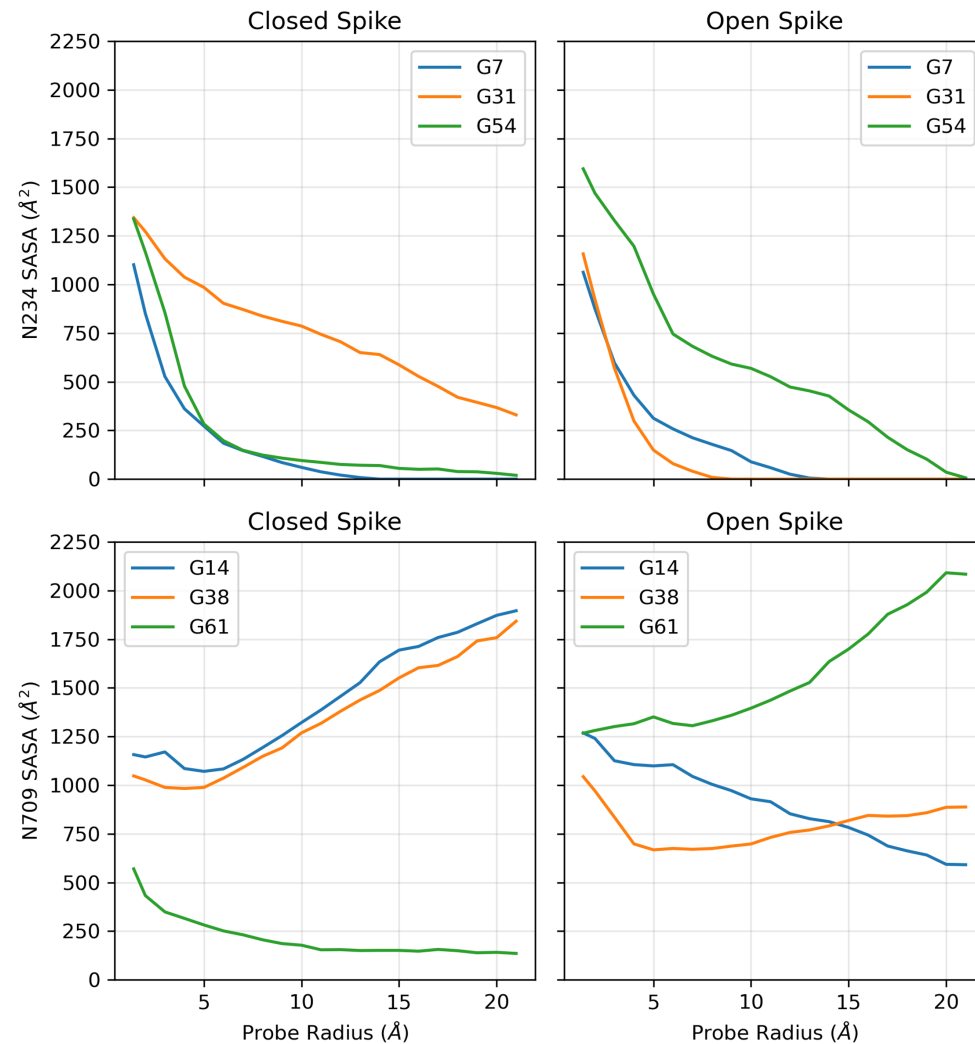 Closed Spike
Open Spike
2250
2000
1750
1500
1250
1000
750
500
250
0
N234 SASA (Å²)
G7
G31
G54
G7
G31
G54
Closed Spike
Open Spike
2250
2000
1750
1500
1250
1000
750
500
250
0
N709 SASA (Å²)
G14
G38
G61
G14
G38
G61
5 10 15 20
5 10 15 20
Probe Radius (Å)
Probe Radius (Å)